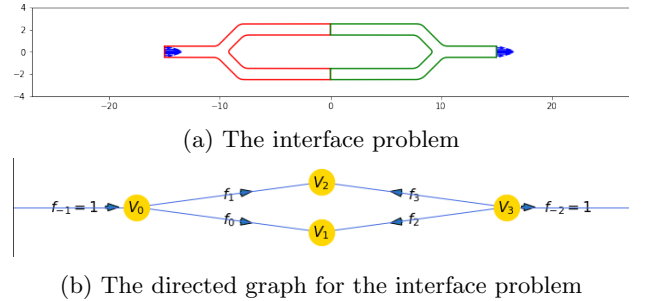 4
2
0
−2
−4
−20 −10 0 10 20
(a) The interface problem
V₂
f₁ f₃
f₋₁ = 1 V₀ V₃ f₋₂ = 1
f₀ f₂
V₁
(b) The directed graph for the interface problem